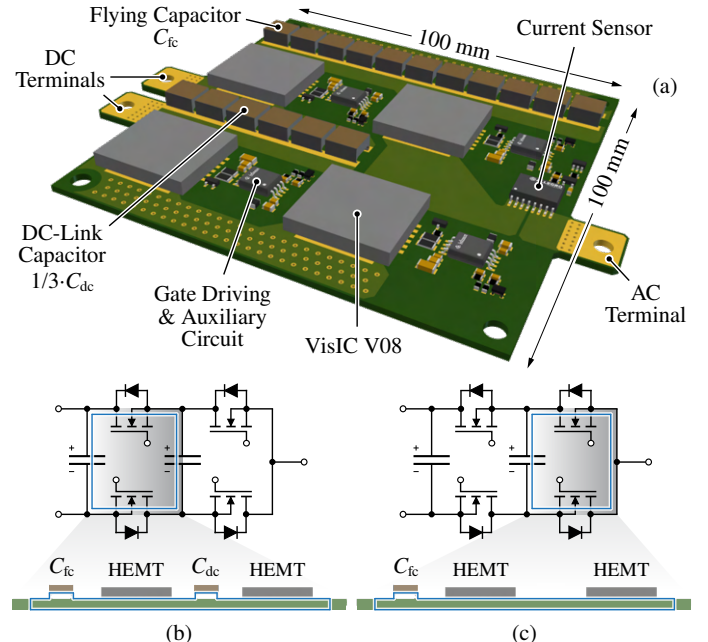 Flying Capacitor
C_fc
100 mm
Current Sensor
DC
Terminals
(a)
100 mm
DC-Link
Capacitor
1/3·C_dc
Gate Driving
& Auxiliary
Circuit
VisIC V08
AC
Terminal
+
−
+
−
+
−
+
−
C_fc
HEMT
C_dc
HEMT
C_fc
HEMT
HEMT
(b)
(c)